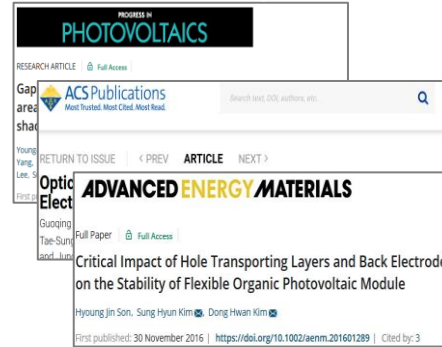 PROGRESS IN
PHOTOVOLTAICS
RESEARCH ARTICLE Full Access
Gap
area
shad
Young
Yang,
Lee, S
First p
ACS Publications
Most Trusted. Most Cited. Most Read.
Search text, DOI, authors, etc.
RETURN TO ISSUE < PREV ARTICLE NEXT >
Optic
Elect
Guoqing
Tae-Sung
and Jung
ADVANCED ENERGY MATERIALS
Full Paper Full Access
Critical Impact of Hole Transporting Layers and Back Electrode
on the Stability of Flexible Organic Photovoltaic Module
Hyoung Jin Son, Sung Hyun Kim, Dong Hwan Kim
First published: 30 November 2016 | https://doi.org/10.1002/aenm.201601289 | Cited by: 3